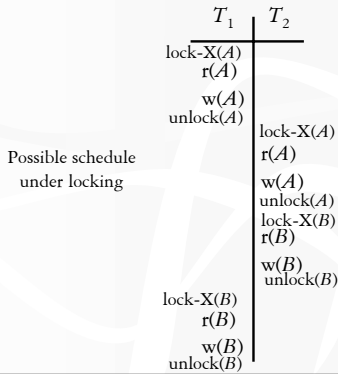 T1 T2
lock-X(A)
r(A)
w(A)
unlock(A)
lock-X(A)
r(A)
Possible schedule
under locking
w(A)
unlock(A)
lock-X(B)
r(B)
w(B)
unlock(B)
lock-X(B)
r(B)
w(B)
unlock(B)